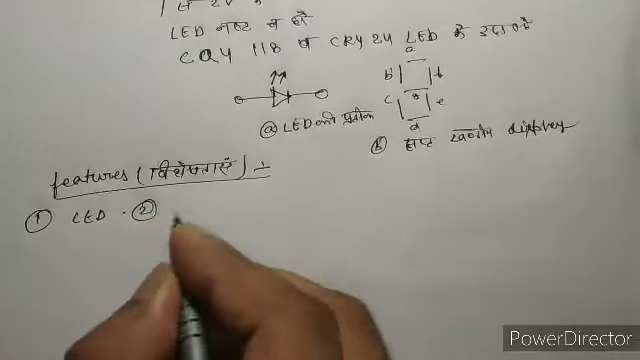 LED नष्ट न हो
CQY 118 व CRY 24 LED के उदा०
a
b b
c g e
d
(a) LED की प्रतीक
(b) सप्त खण्डीय display
features (विशेषताएं) ÷
(1) LED . (2)
PowerDirector